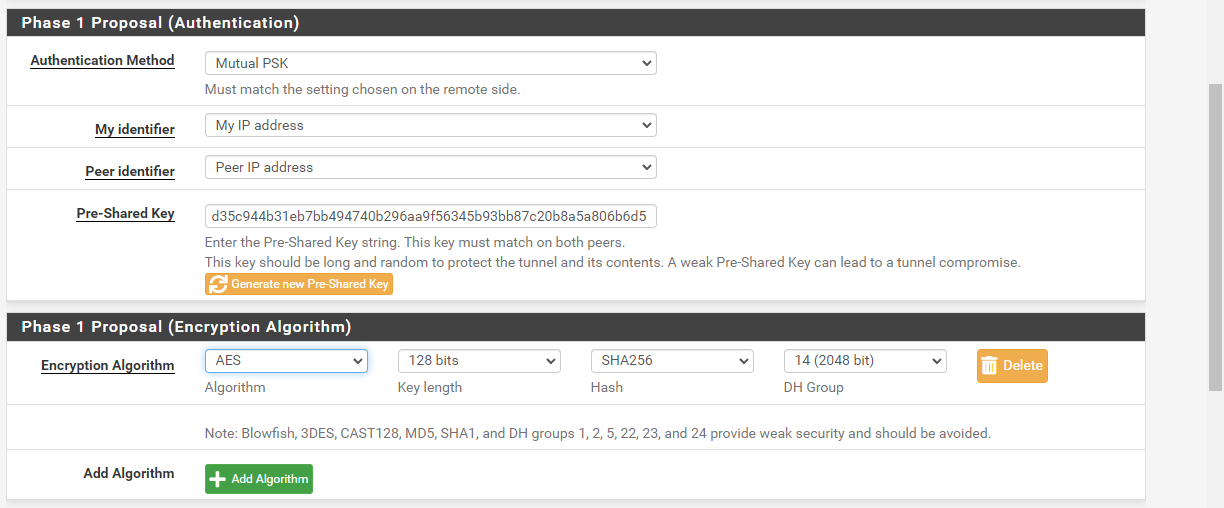 Phase 1 Proposal (Authentication)
Authentication Method
Mutual PSK
Must match the setting chosen on the remote side.
My identifier
My IP address
Peer identifier
Peer IP address
Pre-Shared Key
d35c944b31eb7bb494740b296aa9f56345b93bb87c20b8a5a806b6d5
Enter the Pre-Shared Key string. This key must match on both peers.
This key should be long and random to protect the tunnel and its contents. A weak Pre-Shared Key can lead to a tunnel compromise.
Generate new Pre-Shared Key
Phase 1 Proposal (Encryption Algorithm)
Encryption Algorithm
AES
128 bits
SHA256
14 (2048 bit)
Delete
Algorithm
Key length
Hash
DH Group
Note: Blowfish, 3DES, CAST128, MD5, SHA1, and DH groups 1, 2, 5, 22, 23, and 24 provide weak security and should be avoided.
Add Algorithm
Add Algorithm